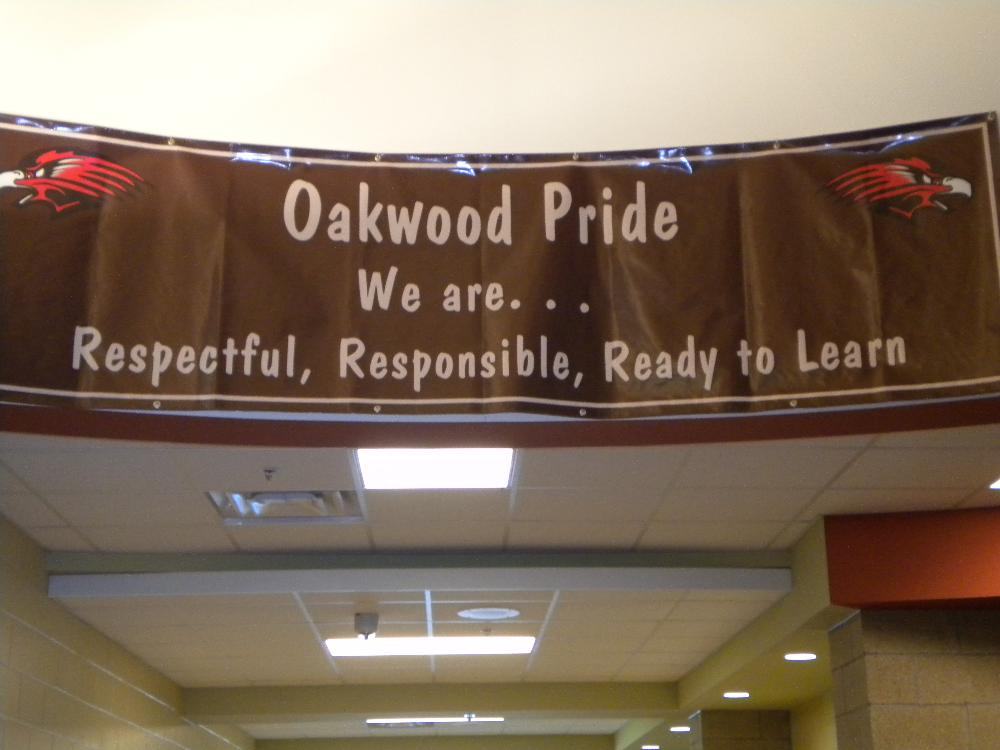 Oakwood Pride
We are. . .
Respectful, Responsible, Ready to Learn